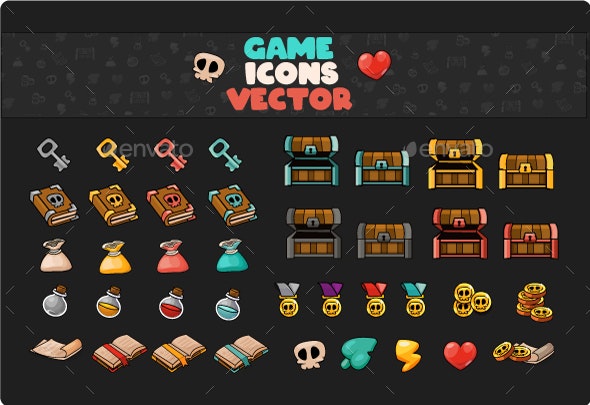 GAME
ICONS
VECTOR
envato
envato